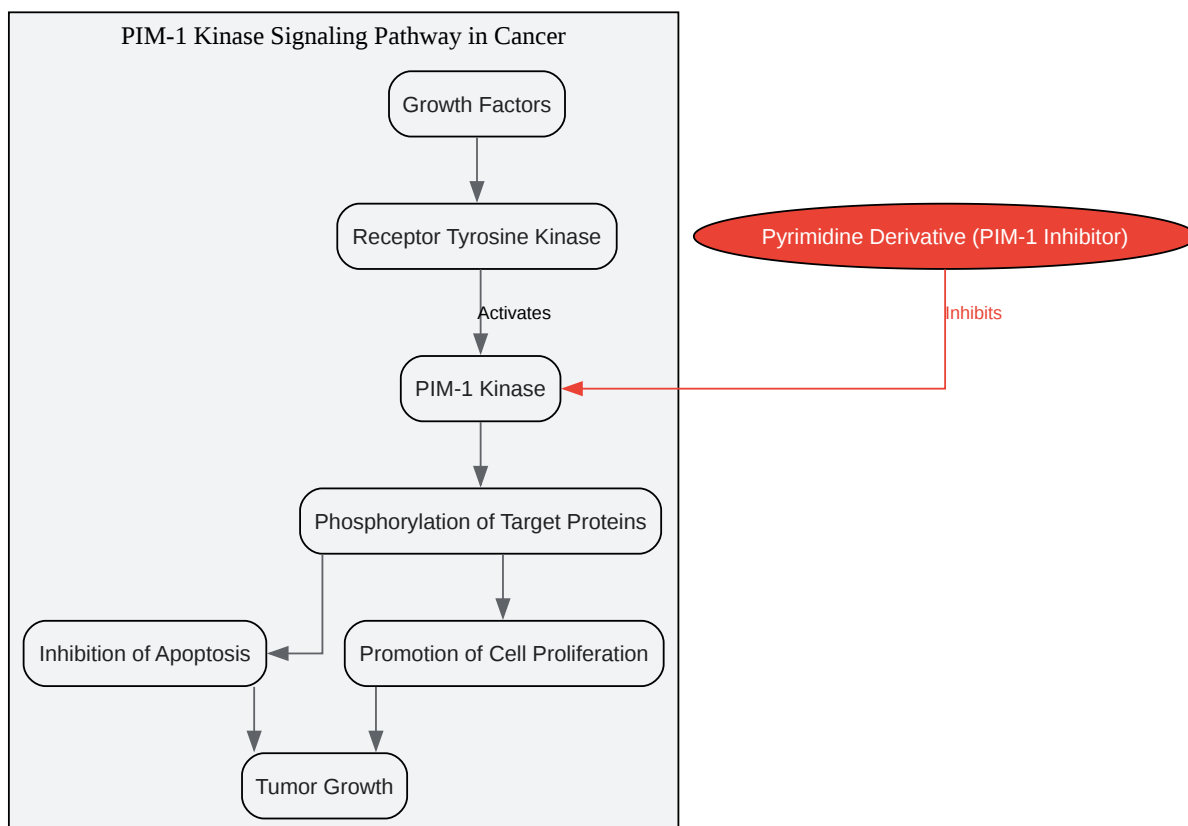 PIM-1 Kinase Signaling Pathway in Cancer
Growth Factors
Receptor Tyrosine Kinase
Pyrimidine Derivative (PIM-1 Inhibitor)
Activates
Inhibits
PIM-1 Kinase
Phosphorylation of Target Proteins
Inhibition of Apoptosis
Promotion of Cell Proliferation
Tumor Growth